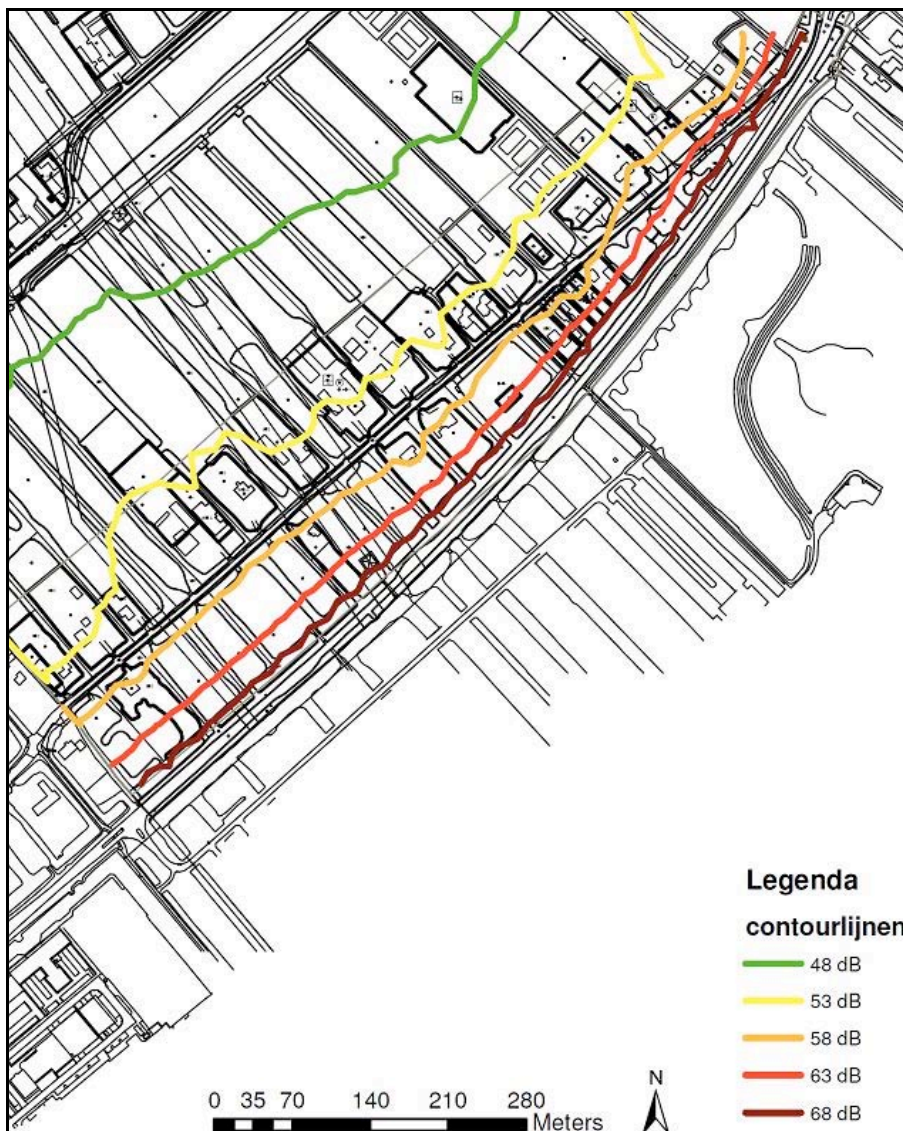 Legenda
contourlijnen
48 dB
53 dB
58 dB
63 dB
68 dB
N
0 35 70 140 210 280
Meters